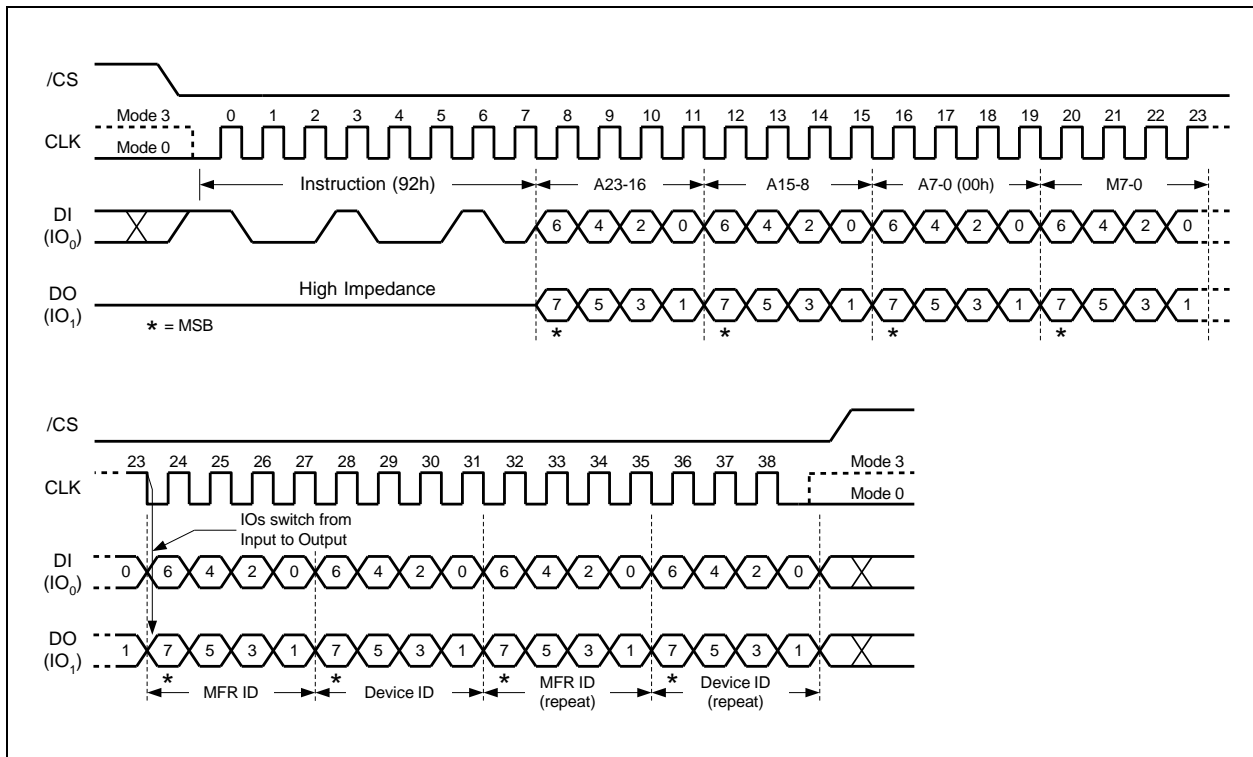 /CS
Mode 3 0 1 2 3 4 5 6 7 8 9 10 11 12 13 14 15 16 17 18 19 20 21 22 23
CLK
Mode 0
Instruction (92h) A23-16 A15-8 A7-0 (00h) M7-0
DI
(IO0) 6 4 2 0 6 4 2 0 6 4 2 0 6 4 2 0
High Impedance
DO
(IO1) 7 5 3 1 7 5 3 1 7 5 3 1 7 5 3 1
* = MSB * * * *
/CS
23 24 25 26 27 28 29 30 31 32 33 34 35 36 37 38 Mode 3
CLK
Mode 0
IOs switch from
Input to Output
DI
(IO0) 0 6 4 2 0 6 4 2 0 6 4 2 0 6 4 2 0
DO
(IO1) 1 7 5 3 1 7 5 3 1 7 5 3 1 7 5 3 1
* * * *
MFR ID Device ID MFR ID
(repeat) Device ID
(repeat)